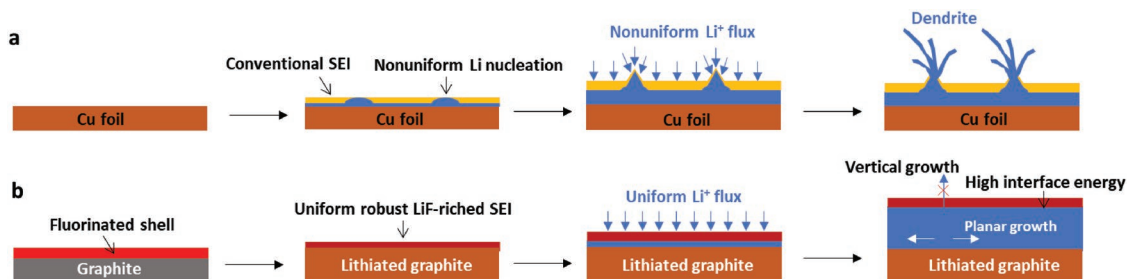 a
Conventional SEI
Nonuniform Li nucleation
Nonuniform Li⁺ flux
Dendrite
Cu foil
Cu foil
Cu foil
Cu foil
b
Fluorinated shell
Graphite
Uniform robust LiF-riched SEI
Lithiated graphite
Uniform Li⁺ flux
Lithiated graphite
Vertical growth
High interface energy
Planar growth
Lithiated graphite